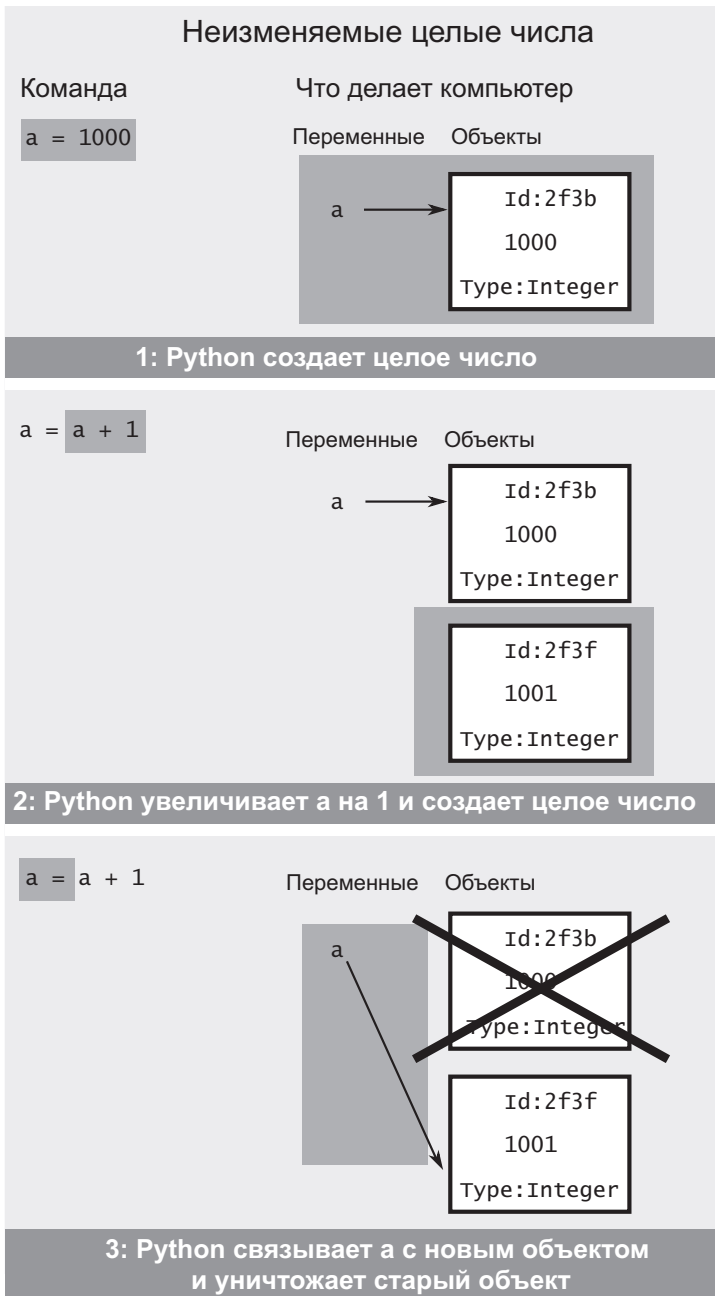 Неизменяемые целые числа
Команда
Что делает компьютер
a = 1000
Переменные
Объекты
a
Id:2f3b
1000
Type:Integer
1: Python создает целое число
a = a + 1
Переменные
Объекты
a
Id:2f3b
1000
Type:Integer
Id:2f3f
1001
Type:Integer
2: Python увеличивает a на 1 и создает целое число
a = a + 1
Переменные
Объекты
a
Id:2f3b
1000
Type:Integer
Id:2f3f
1001
Type:Integer
3: Python связывает a с новым объектом
и уничтожает старый объект